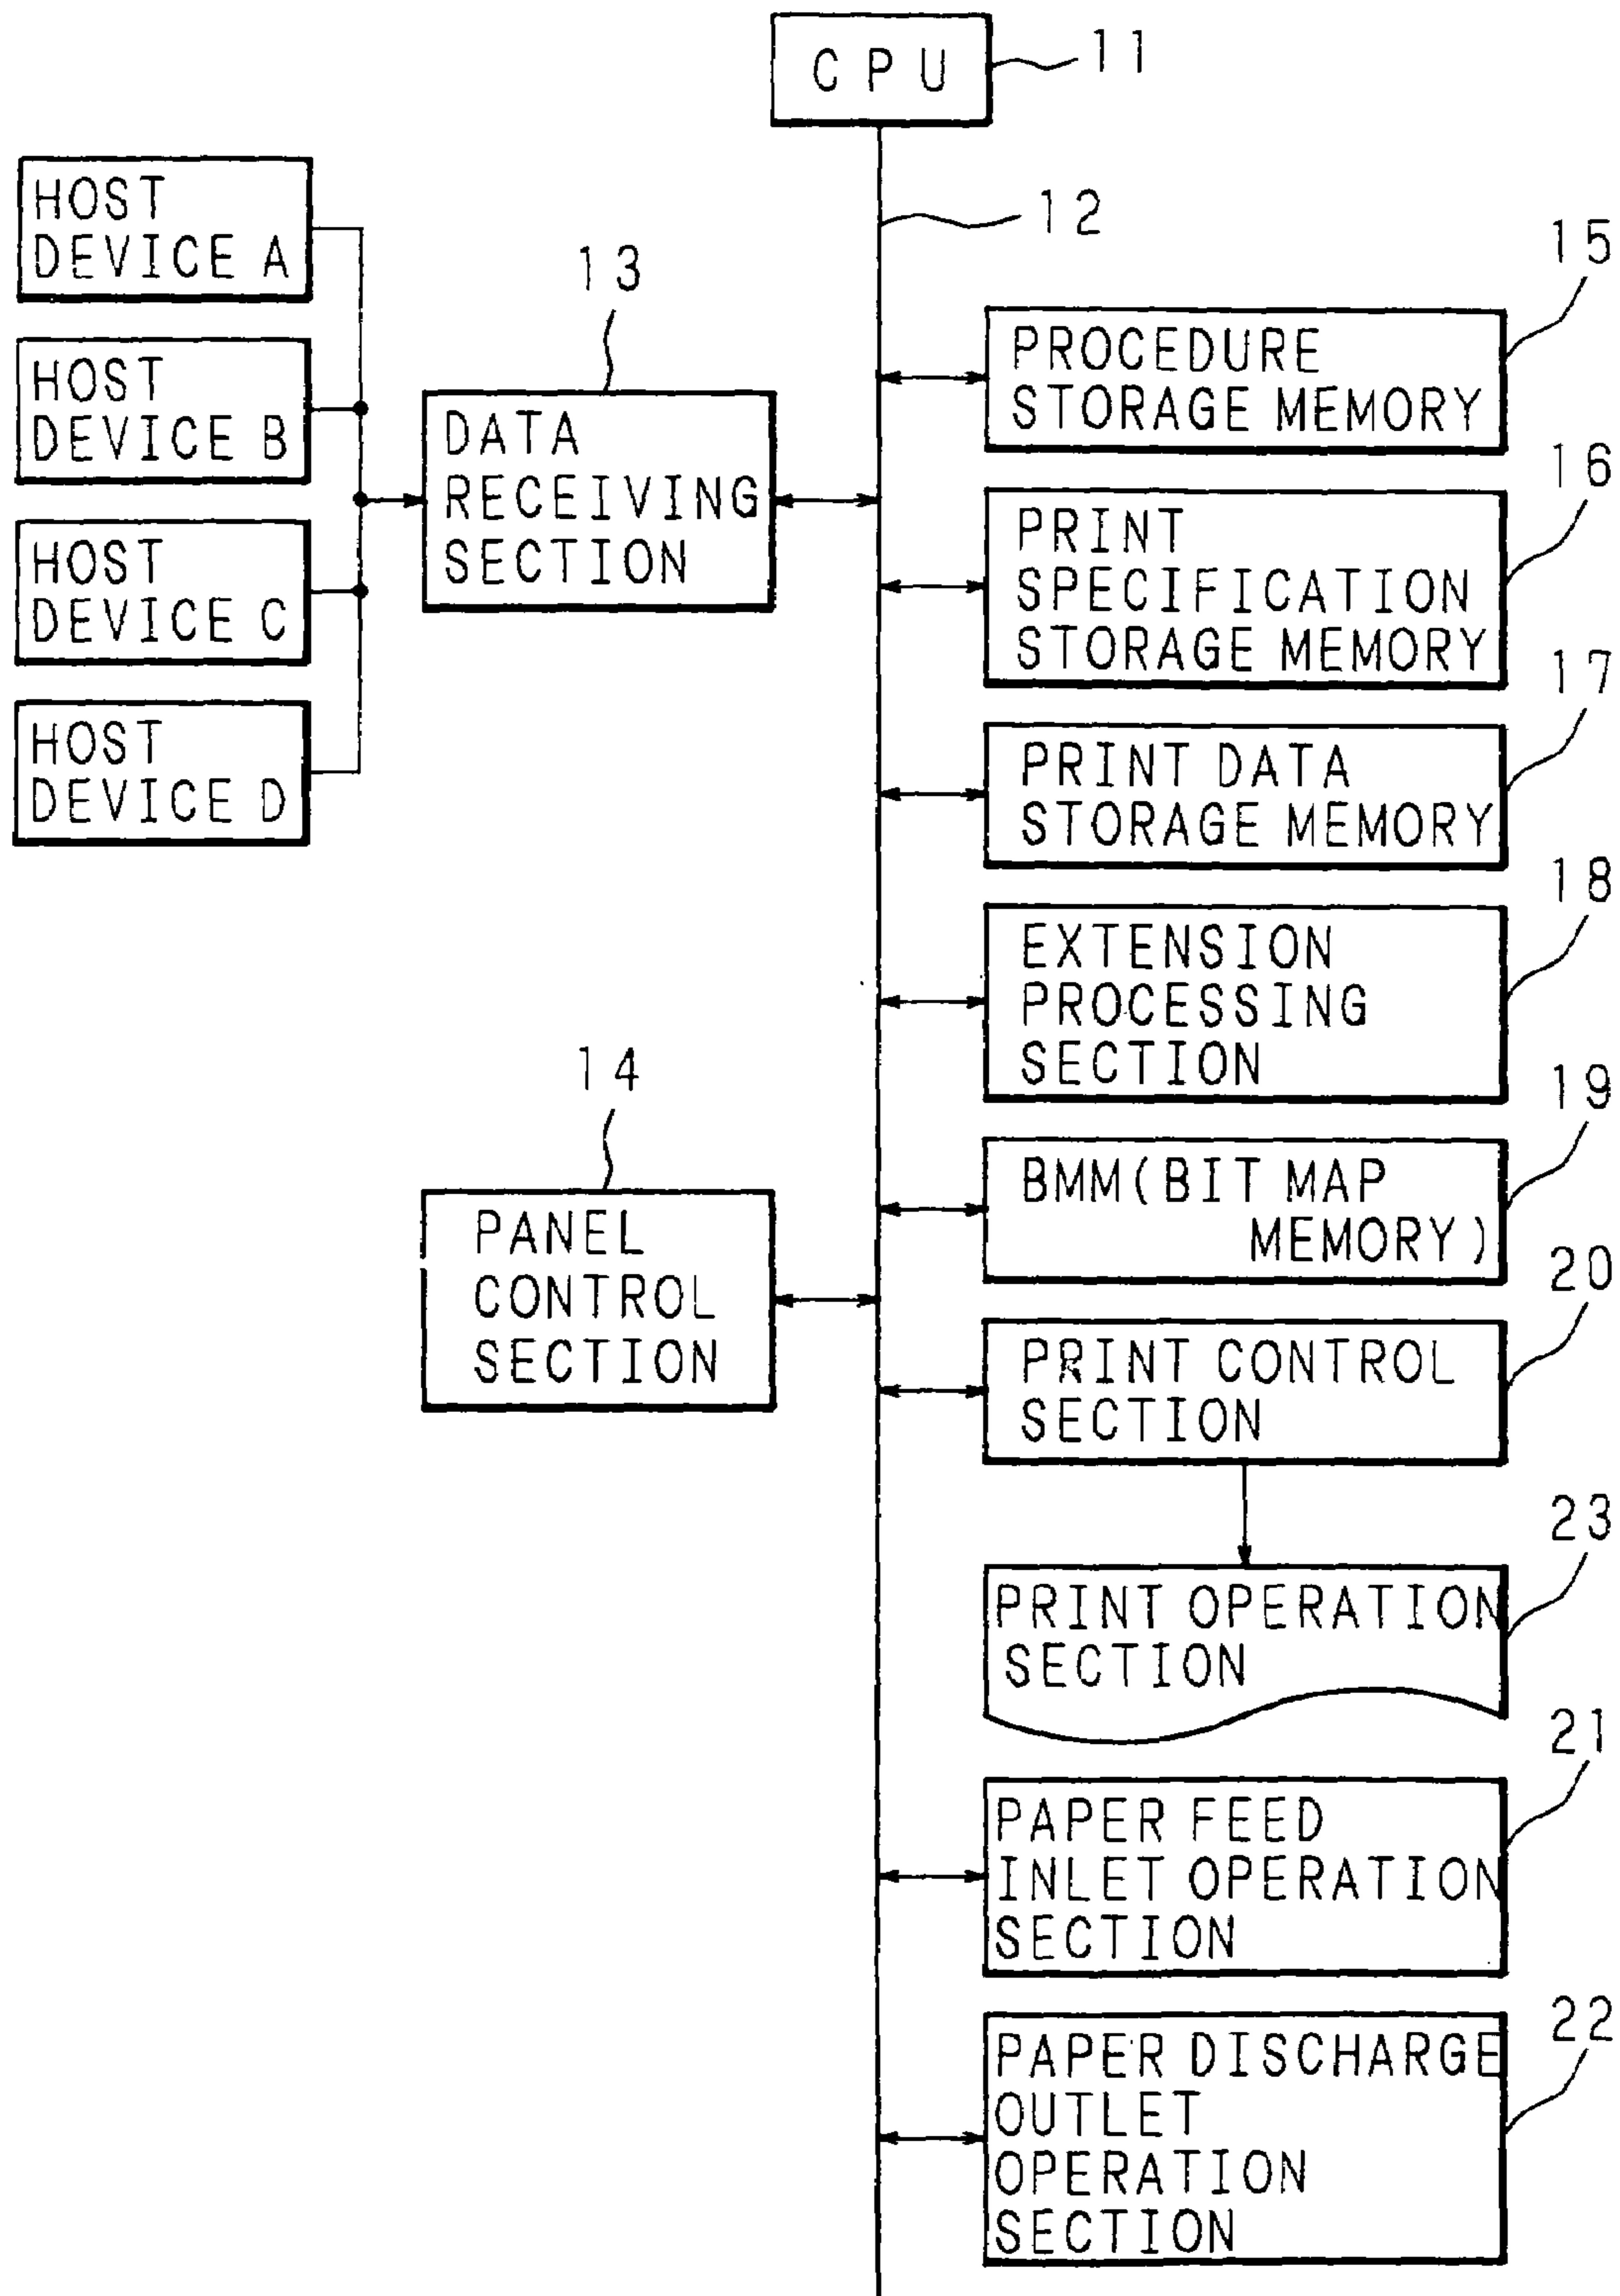 CPU
11
12
HOST
DEVICE A
HOST
DEVICE B
HOST
DEVICE C
HOST
DEVICE D
13
DATA
RECEIVING
SECTION
14
PANEL
CONTROL
SECTION
15
PROCEDURE
STORAGE MEMORY
16
PRINT
SPECIFICATION
STORAGE MEMORY
17
PRINT DATA
STORAGE MEMORY
18
EXTENSION
PROCESSING
SECTION
19
BMM(BIT MAP
MEMORY)
20
PRINT CONTROL
SECTION
23
PRINT OPERATION
SECTION
21
PAPER FEED
INLET OPERATION
SECTION
22
PAPER DISCHARGE
OUTLET
OPERATION
SECTION